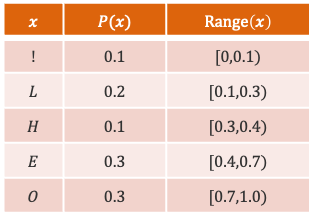 x P(x) Range(x)
! 0.1 [0,0.1)
L 0.2 [0.1,0.3)
H 0.1 [0.3,0.4)
E 0.3 [0.4,0.7)
O 0.3 [0.7,1.0)